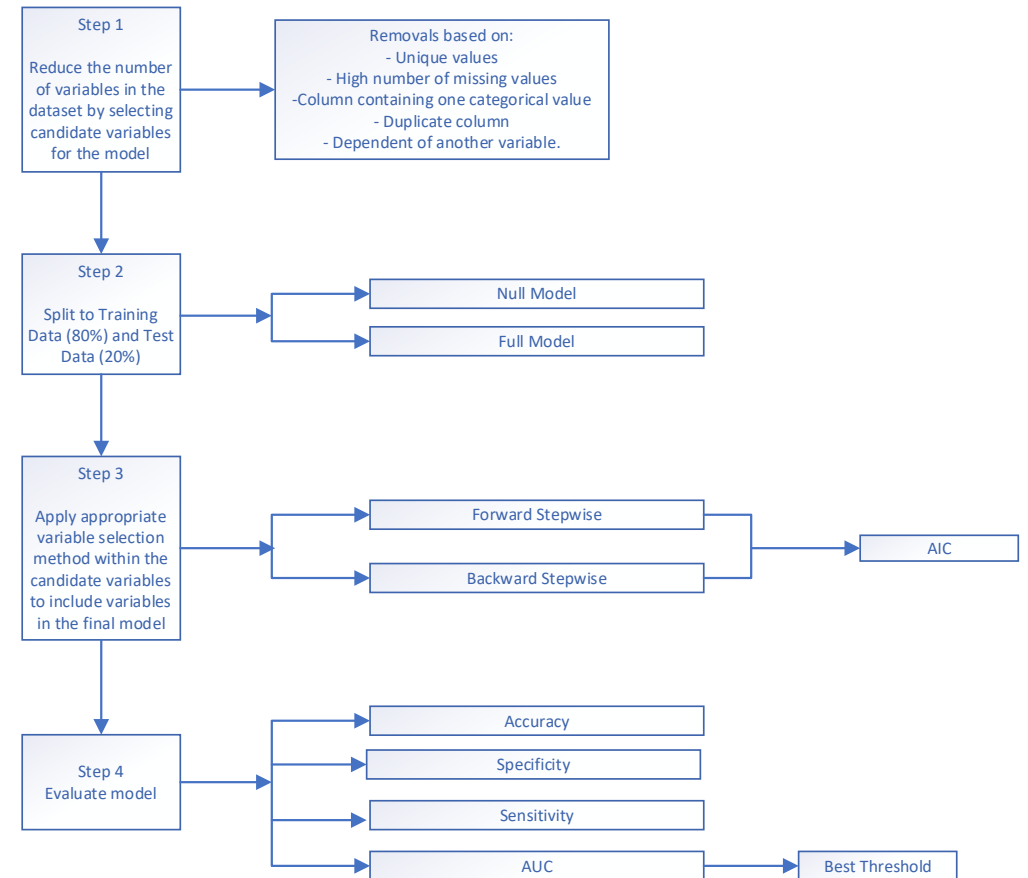 Step 1
Reduce the number
of variables in the
dataset by selecting
candidate variables
for the model
Removals based on:
- Unique values
- High number of missing values
-Column containing one categorical value
- Duplicate column
- Dependent of another variable.
Step 2
Split to Training
Data (80%) and Test
Data (20%)
Null Model
Full Model
Step 3
Apply appropriate
variable selection
method within the
candidate variables
to include variables
in the final model
Forward Stepwise
Backward Stepwise
AIC
Step 4
Evaluate model
Accuracy
Specificity
Sensitivity
AUC
Best Threshold